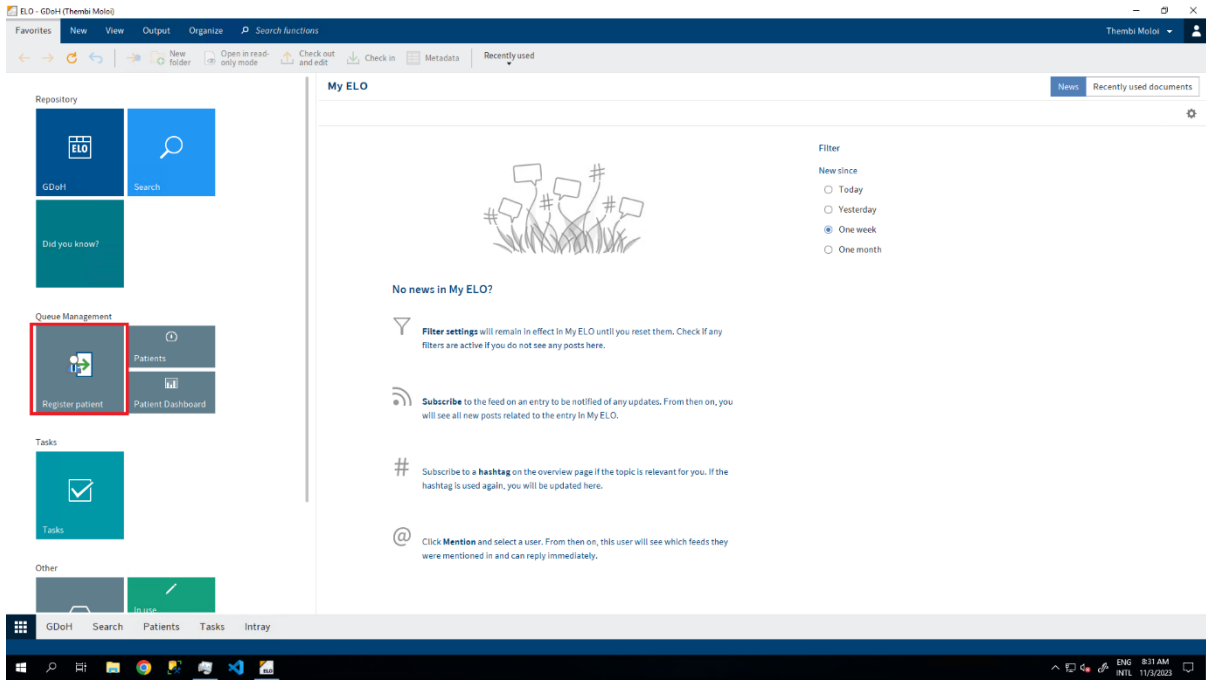 ELO - GDoH (Thembi Moloi)
Favorites New View Output Organize Search functions
Thembi Moloi
New folder
Open in read-only mode
Check out and edit
Check in
Metadata
Recently used
My ELO
News
Recently used documents
Repository
ELO
GDoH
Search
Did you know?
Queue Management
Register patient
Patients
Patient Dashboard
Tasks
Tasks
Other
In use
Filter
New since
Today
Yesterday
One week
One month
No news in My ELO?
Filter settings will remain in effect in My ELO until you reset them. Check if any
filters are active if you do not see any posts here.
Subscribe to the feed on an entry to be notified of any updates. From then on, you
will see all new posts related to the entry in My ELO.
Subscribe to a hashtag on the overview page if the topic is relevant for you. If the
hashtag is used again, you will be updated here.
Click Mention and select a user. From then on, this user will see which feeds they
were mentioned in and can reply immediately.
GDoH Search Patients Tasks Intray
ENG 8:31 AM
INTL 11/3/2023